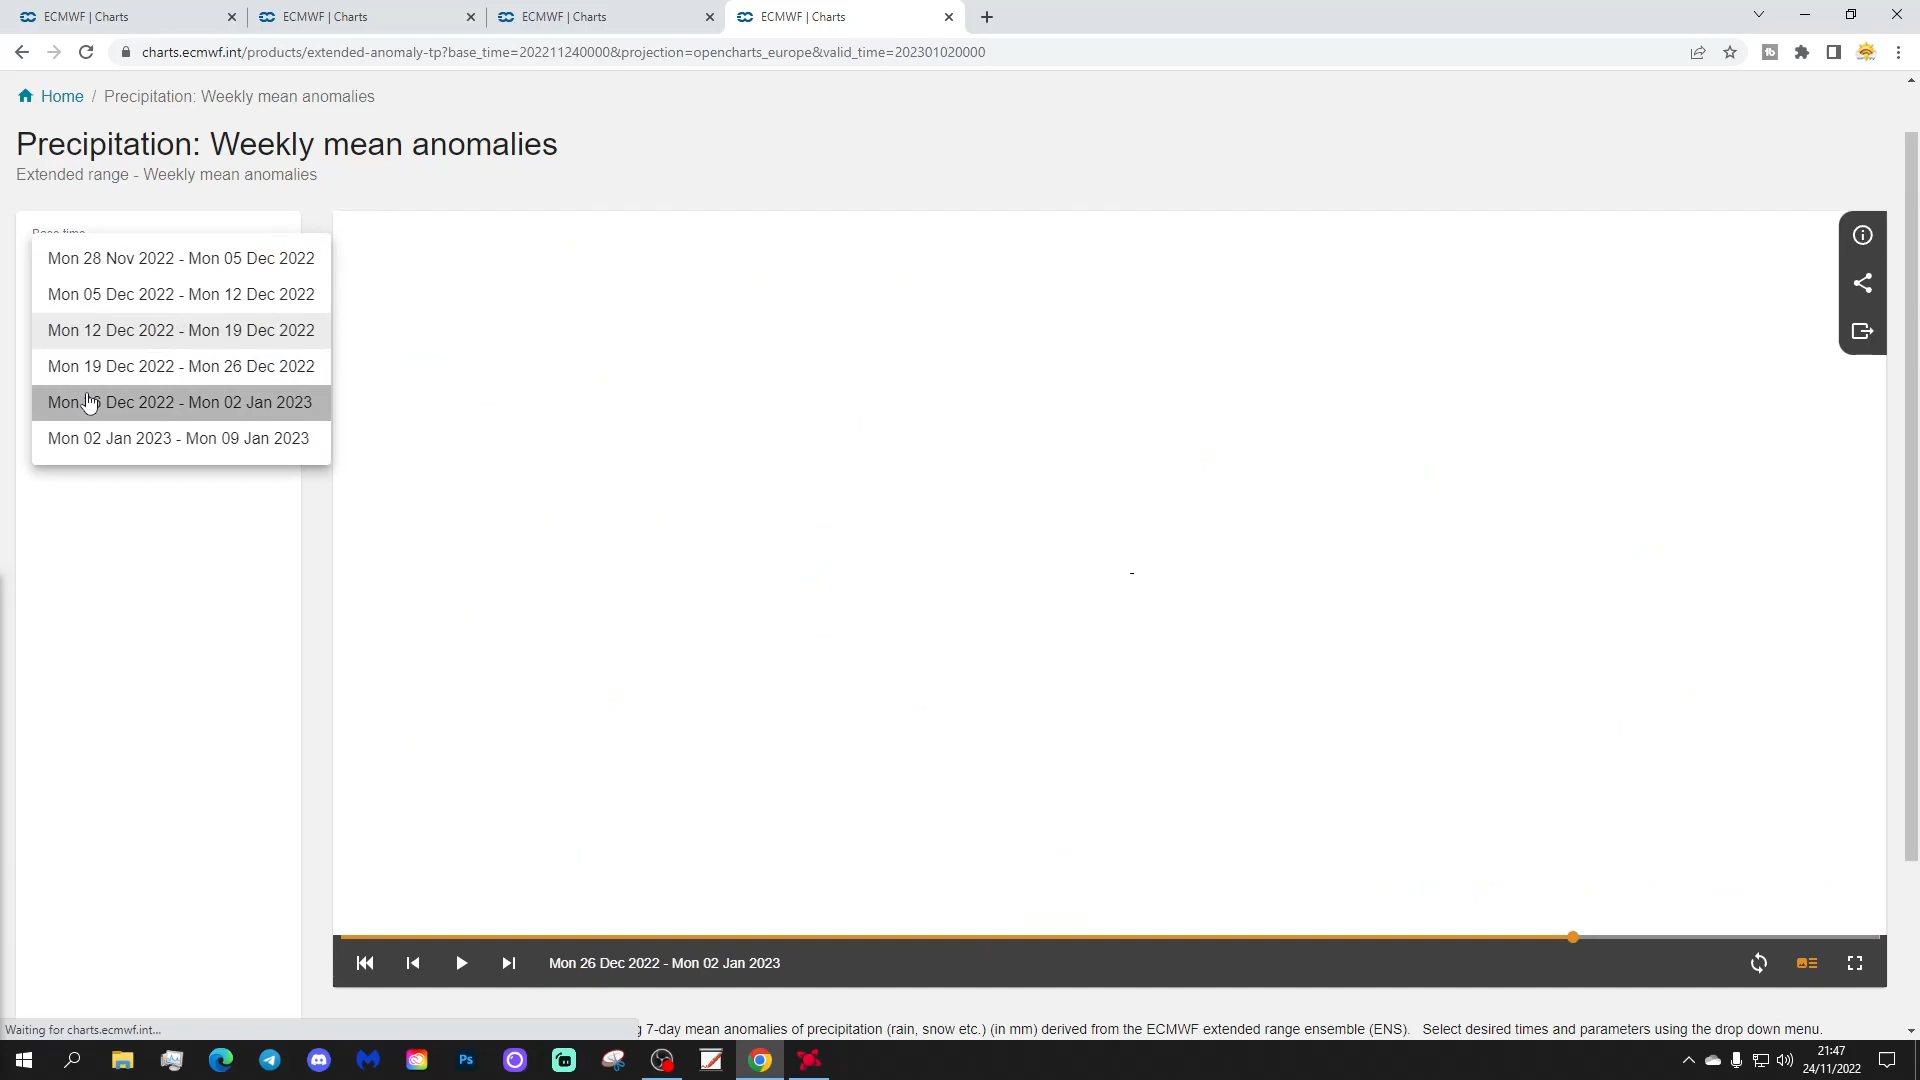 ECMWF | Charts
ECMWF | Charts
ECMWF | Charts
ECMWF | Charts
charts.ecmwf.int/products/extended-anomaly-tp?base_time=202211240000&projection=opencharts_europe&valid_time=202301020000
Home / Precipitation: Weekly mean anomalies
Precipitation: Weekly mean anomalies
Extended range - Weekly mean anomalies
Base time
Mon 28 Nov 2022 - Mon 05 Dec 2022
Mon 05 Dec 2022 - Mon 12 Dec 2022
Mon 12 Dec 2022 - Mon 19 Dec 2022
Mon 19 Dec 2022 - Mon 26 Dec 2022
Mon 26 Dec 2022 - Mon 02 Jan 2023
Mon 02 Jan 2023 - Mon 09 Jan 2023
-
Mon 26 Dec 2022 - Mon 02 Jan 2023
Waiting for charts.ecmwf.int...
7-day mean anomalies of precipitation (rain, snow etc.) (in mm) derived from the ECMWF extended range ensemble (ENS). Select desired times and parameters using the drop down menu.
Ps
21:47
24/11/2022